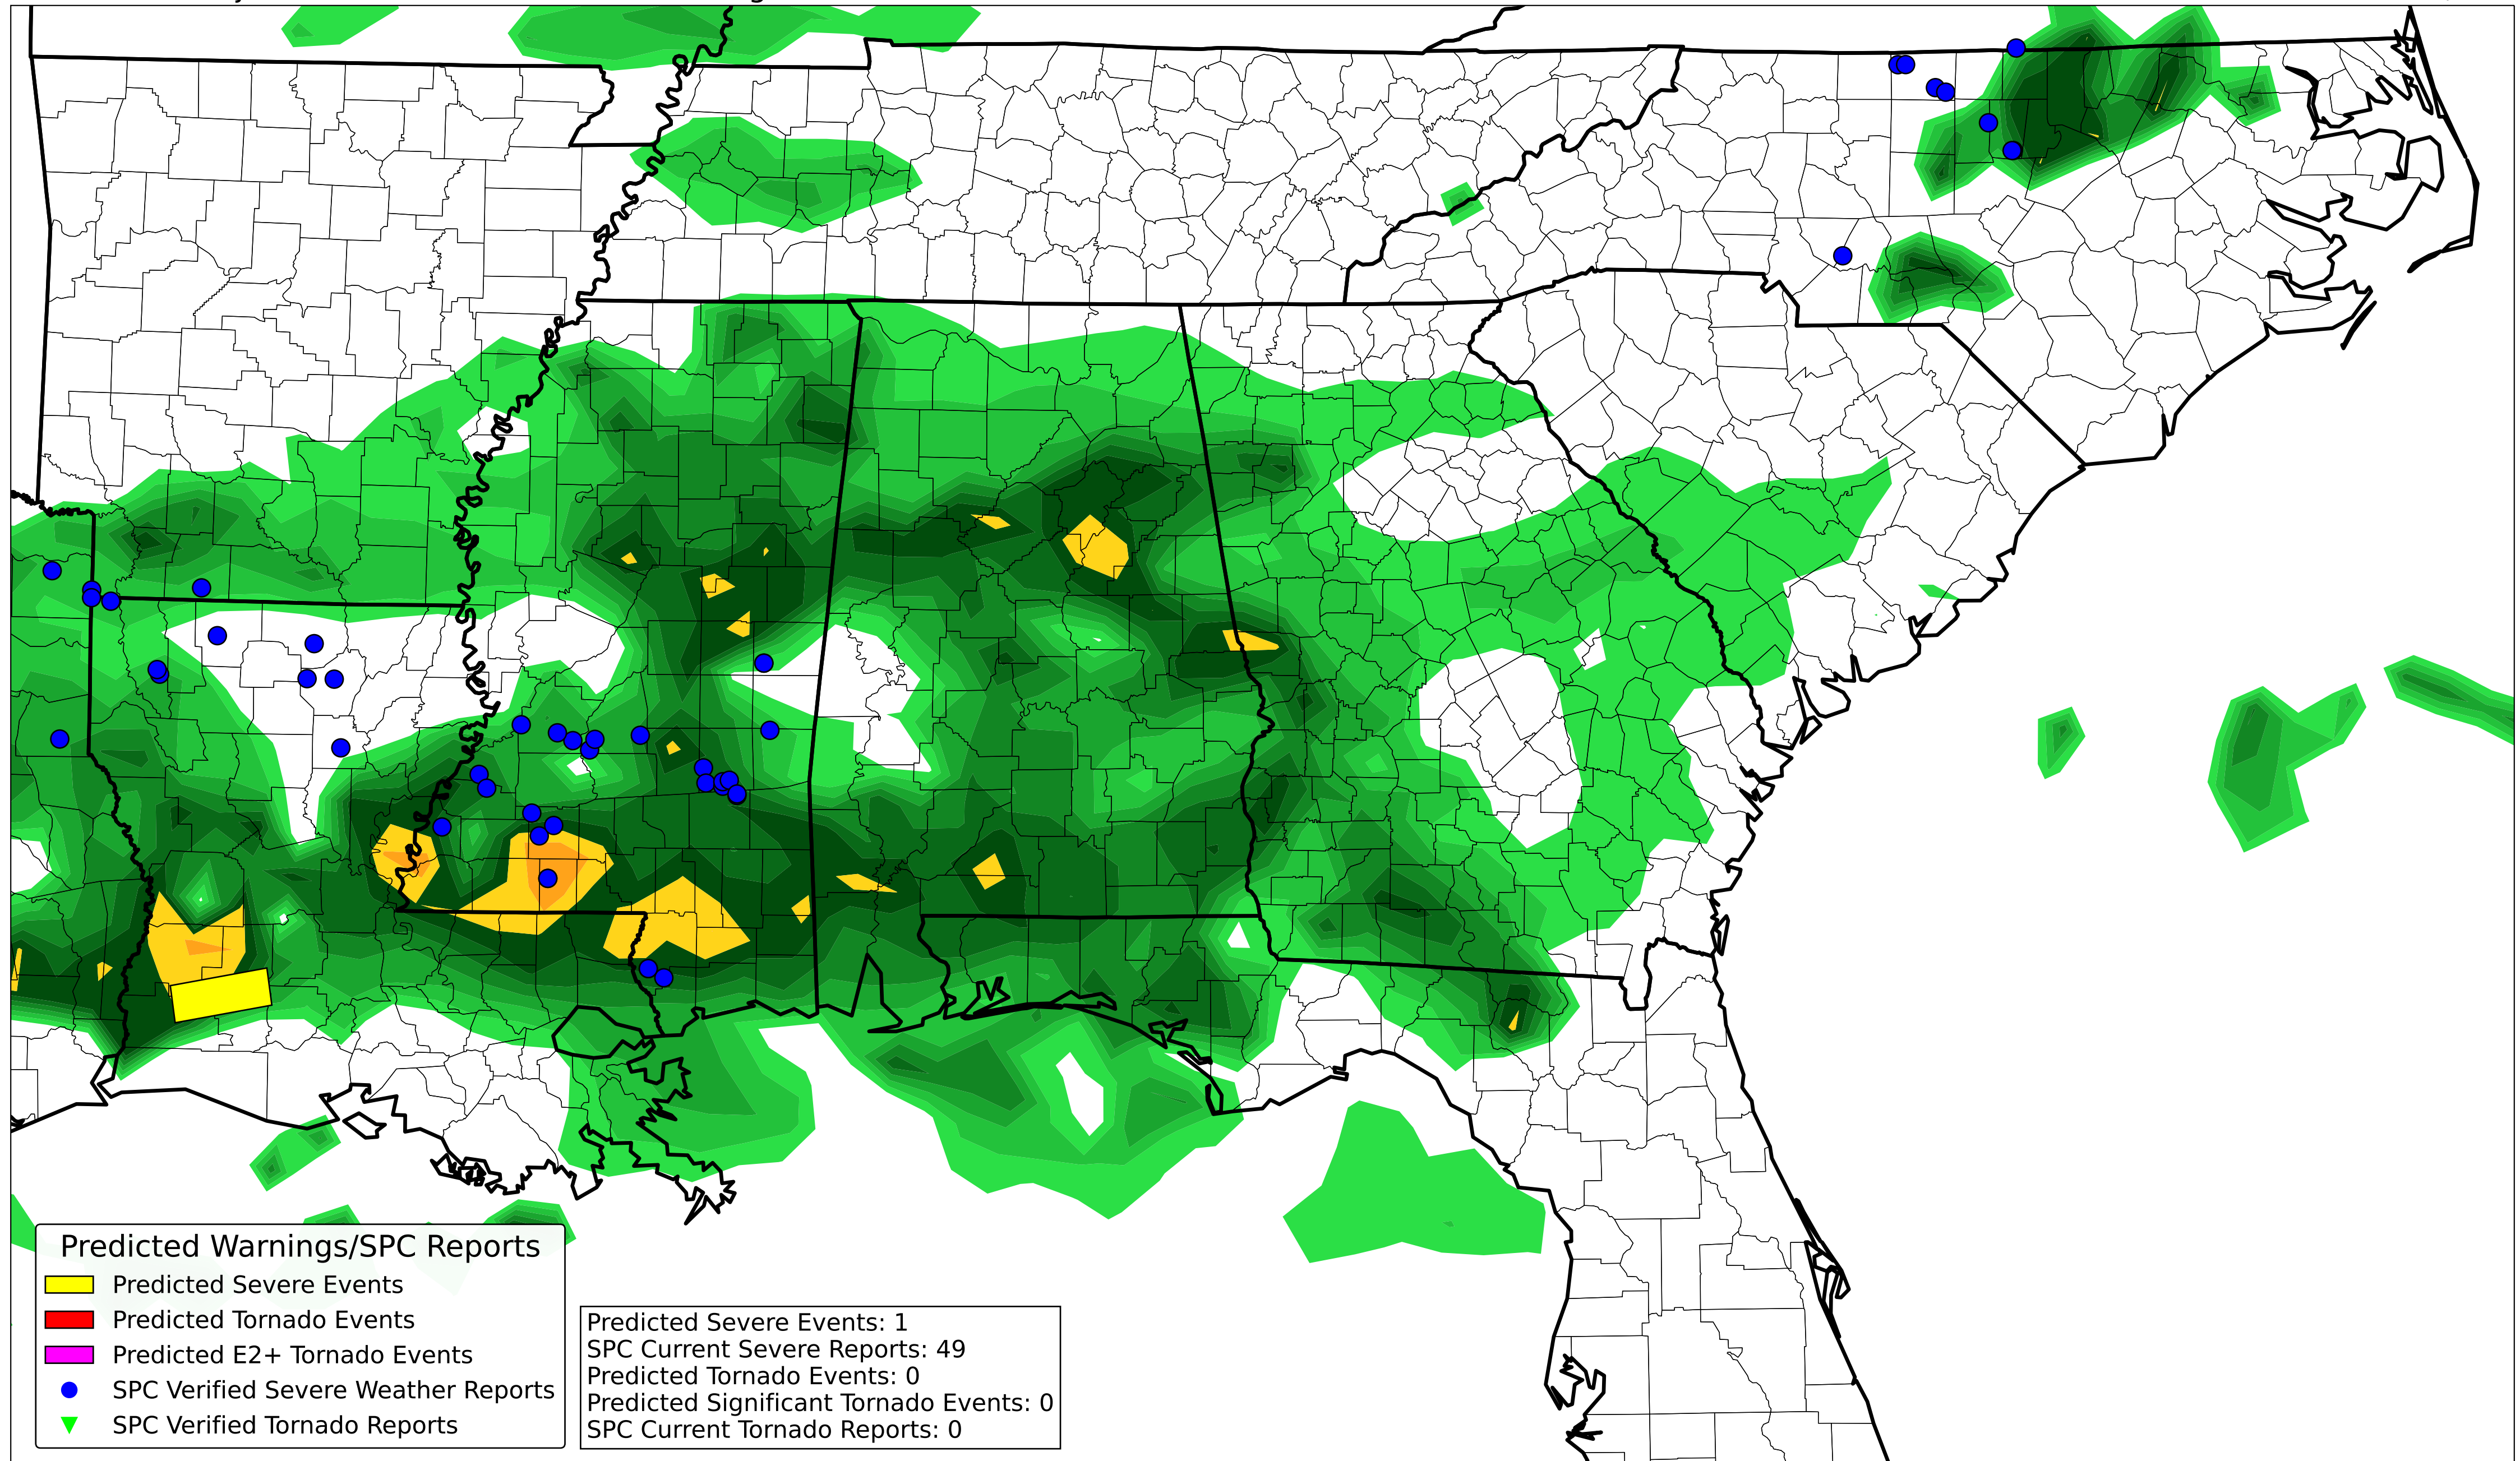 Predicted Warnings/SPC Reports
Predicted Severe Events
Predicted Tornado Events
Predicted E2+ Tornado Events
SPC Verified Severe Weather Reports
SPC Verified Tornado Reports
Predicted Severe Events: 1
SPC Current Severe Reports: 49
Predicted Tornado Events: 0
Predicted Significant Tornado Events: 0
SPC Current Tornado Reports: 0